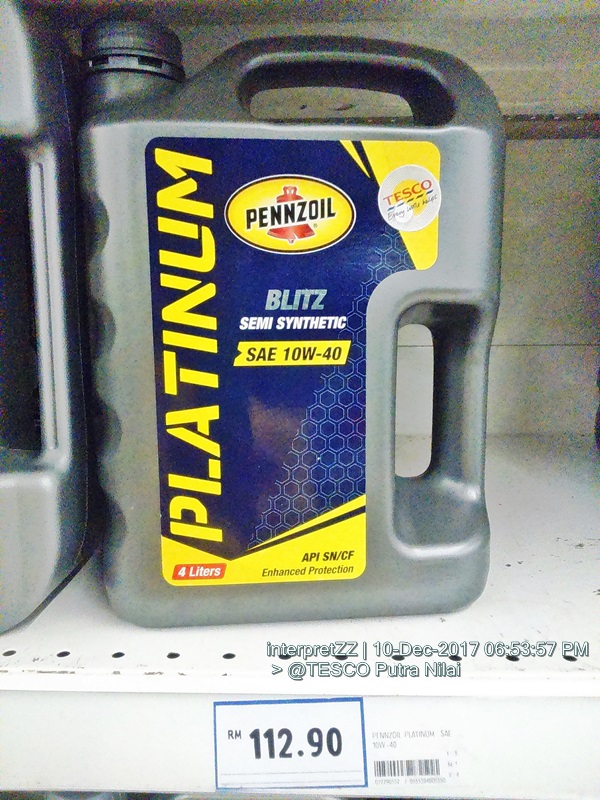 PLATINUM
PENNZOIL
TESCO
BLITZ
SEMI SYNTHETIC
SAE 10W-40
API SN/CF
Enhanced Protection
4 Liters
interpretZZ | 10-Dec-2017 06:53:57 PM
> @TESCO Putra Nilai
RM 112.90
PENNZOIL PLATINUM SAE
10W-40